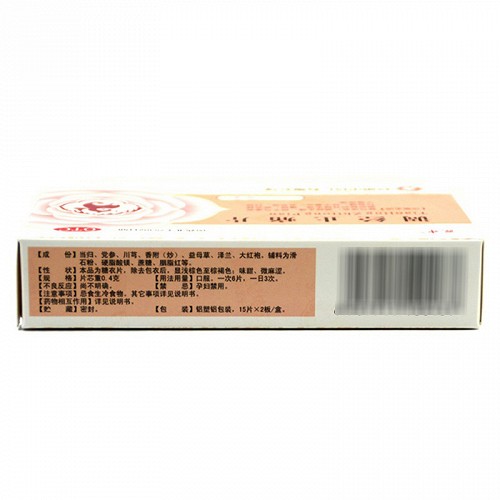 调经止痛片
OTC
【成　份】当归、党参、川芎、香附（炒）、益母草、泽兰、大红袍，辅料为滑
石粉、硬脂酸镁、蔗糖、胭脂红等。
【性　状】本品为糖衣片，除去包衣后，显浅棕色至棕褐色；味甜、微麻涩。
【规　格】片芯重0.4克　【用法用量】口服，一次6片，一日3次。
【不良反应】尚不明确。　【禁　忌】孕妇禁用。
【注意事项】忌食生冷食物，其它事项详见说明书。
【药物相互作用】详见说明书。
【贮　藏】密封。　【包　装】铝塑铝包装，15片×2板/盒。